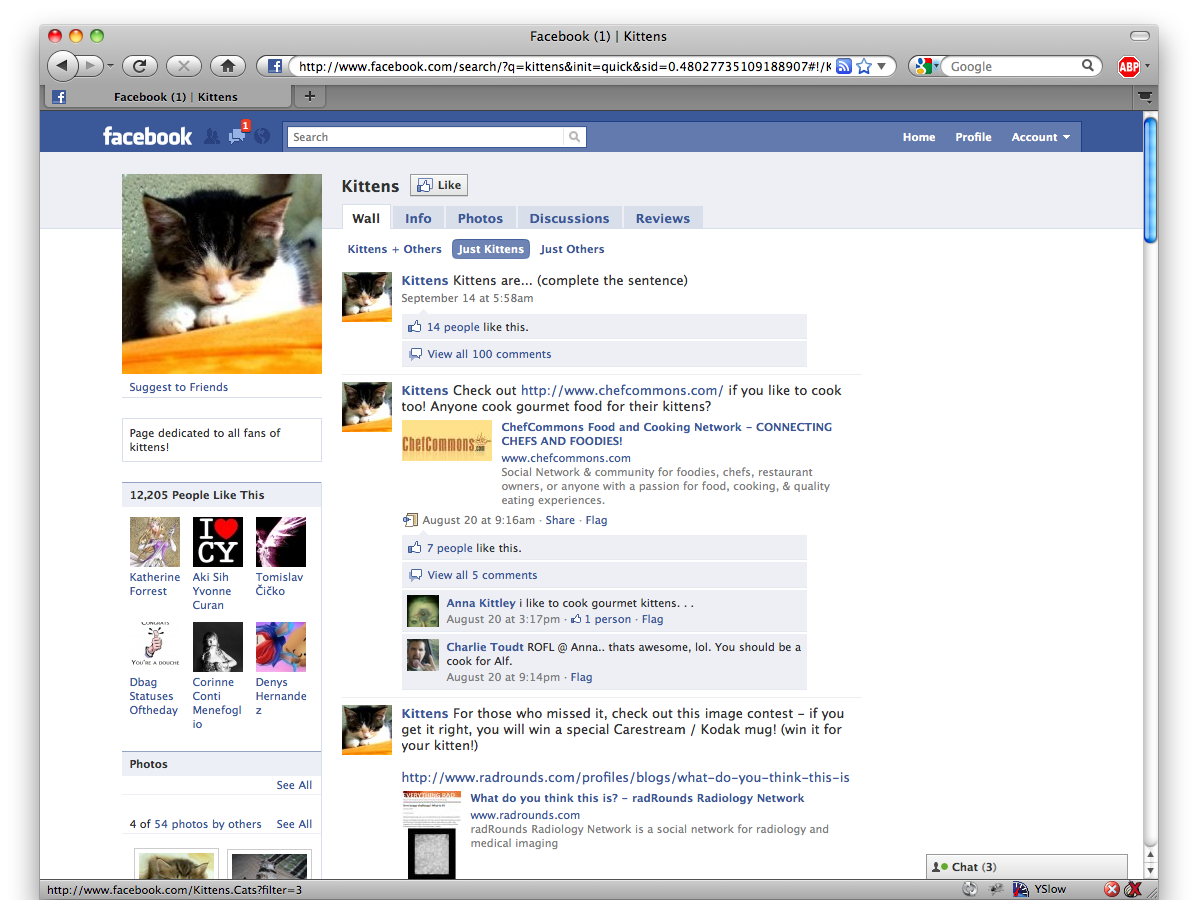 Facebook (1) | Kittens
http://www.facebook.com/search/?q=kittens&init=quick&sid=0.48027735109188907#!/K
Google
ABP
Facebook (1) | Kittens
facebook
1
Search
Home Profile Account
Kittens Like
Wall Info Photos Discussions Reviews
Kittens + Others Just Kittens Just Others
Kittens Kittens are... (complete the sentence)
September 14 at 5:58am
14 people like this.
View all 100 comments
Suggest to Friends
Page dedicated to all fans of
kittens!
12,205 People Like This
I CY
Katherine
Forrest
Aki Sih
Yvonne
Curan
Tomislav
Čičko
CONGRATS
YOU'RE A DOUCHE
Dbag
Statuses
Oftheday
Corinne
Conti
Menefogl
io
Denys
Hernande
z
Photos
See All
4 of 54 photos by others See All
Kittens Check out http://www.chefcommons.com/ if you like to cook
too! Anyone cook gourmet food for their kittens?
ChefCommons.com
ChefCommons Food and Cooking Network - CONNECTING
CHEFS AND FOODIES!
www.chefcommons.com
Social Network & community for foodies, chefs, restaurant
owners, or anyone with a passion for food, cooking, & quality
eating experiences.
August 20 at 9:16am · Share · Flag
7 people like this.
View all 5 comments
Anna Kittley i like to cook gourmet kittens. . .
August 20 at 3:17pm · 1 person · Flag
Charlie Toudt ROFL @ Anna.. thats awesome, lol. You should be a
cook for Alf.
August 20 at 9:14pm · Flag
Kittens For those who missed it, check out this image contest - if you
get it right, you will win a special Carestream / Kodak mug! (win it for
your kitten!)
http://www.radrounds.com/profiles/blogs/what-do-you-think-this-is
EVERYTHING RAD
What do you think this is? - radRounds Radiology Network
www.radrounds.com
radRounds Radiology Network is a social network for radiology and
medical imaging
Chat (3)
http://www.facebook.com/Kittens.Cats?filter=3
YSlow